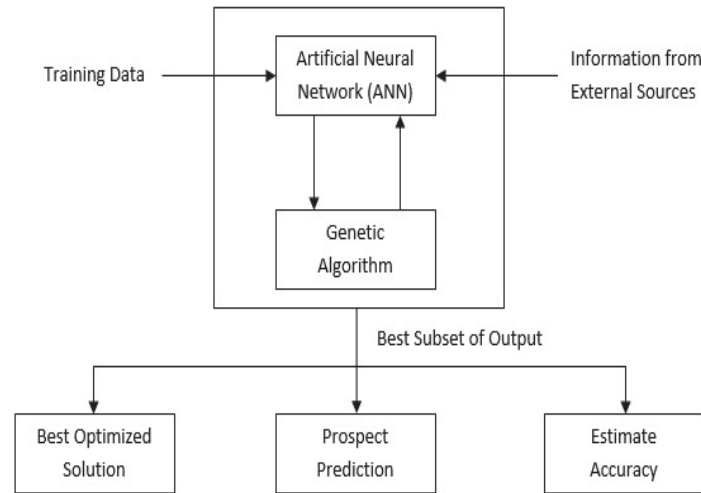 Training Data
Artificial Neural
Network (ANN)
Information from
External Sources
Genetic
Algorithm
Best Subset of Output
Best Optimized
Solution
Prospect
Prediction
Estimate
Accuracy